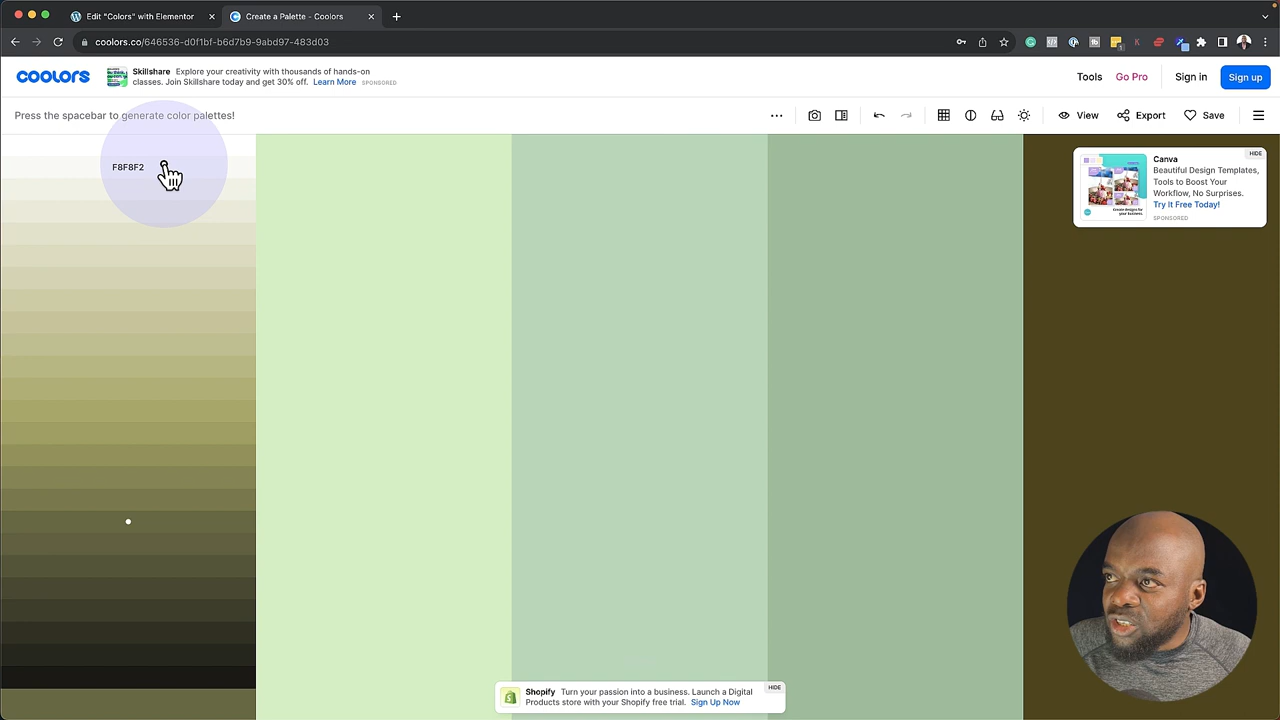 Edit "Colors" with Elementor
Create a Palette - Coolors
coolors.co/646536-d0f1bf-b6d7b9-9abd97-483d03
coolors
Skillshare Explore your creativity with thousands of hands-on
classes. Join Skillshare today and get 30% off. Learn More SPONSORED
Tools
Go Pro
Sign in
Sign up
Press the spacebar to generate color palettes!
View
Export
Save
F8F8F2
HIDE
Canva
Beautiful Design Templates,
Tools to Boost Your
Workflow, No Surprises.
Try It Free Today!
SPONSORED
Shopify Turn your passion into a business. Launch a Digital
Products store with your Shopify free trial. Sign Up Now
HIDE